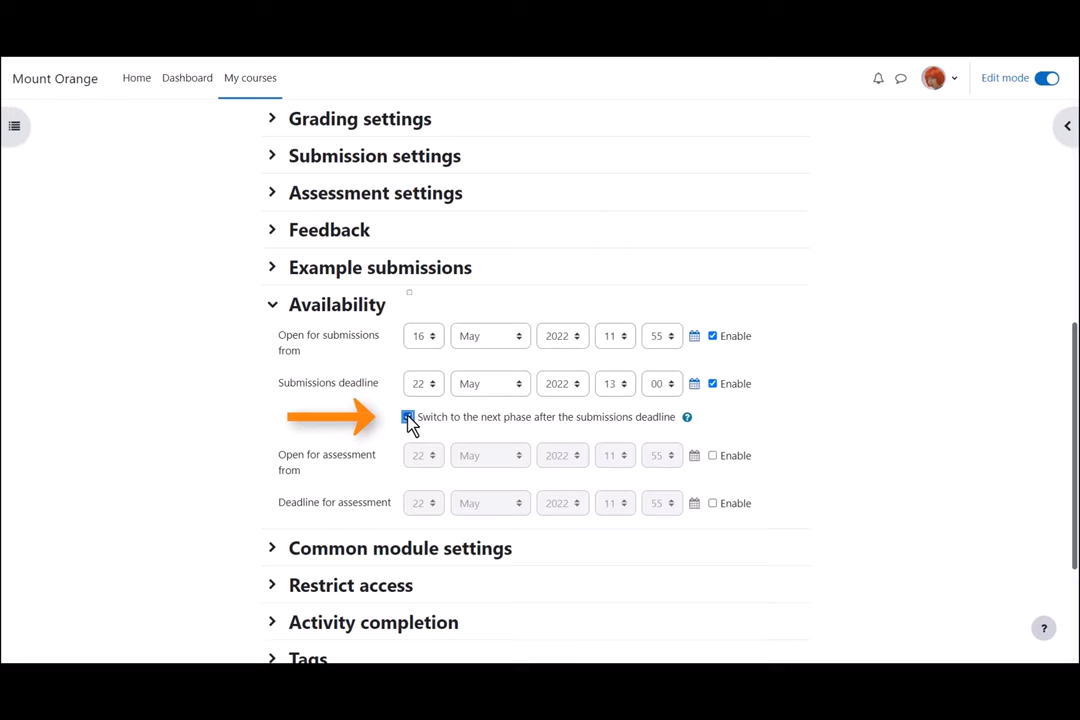 Mount Orange Home Dashboard My courses Edit mode
Grading settings
Submission settings
Assessment settings
Feedback
Example submissions
Availability
Open for submissions from 16 May 2022 11 55 Enable
Submissions deadline 22 May 2022 13 00 Enable
Switch to the next phase after the submissions deadline ?
Open for assessment from 22 May 2022 11 55 Enable
Deadline for assessment 22 May 2022 11 55 Enable
Common module settings
Restrict access
Activity completion
?
Tags